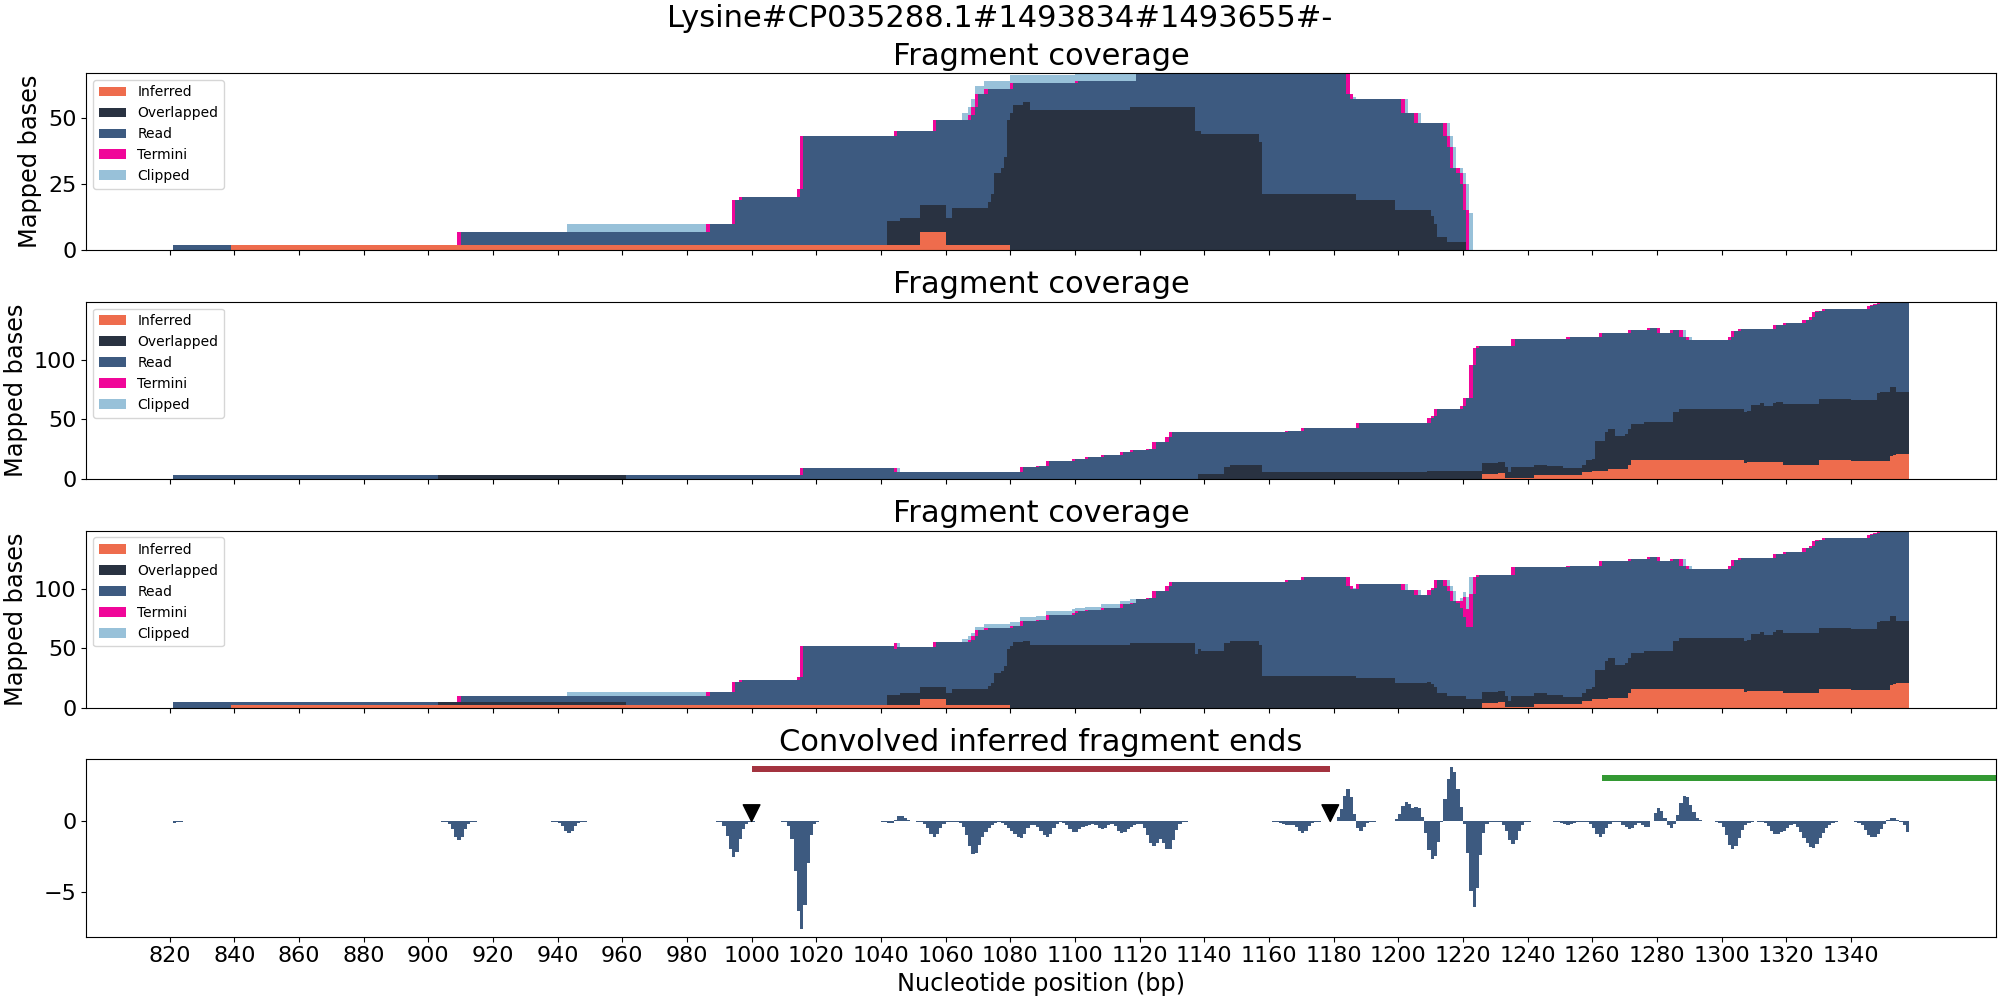 Lysine#CP035288.1#1493834#1493655#-
Fragment coverage
Mapped bases
50
25
0
Inferred
Overlapped
Read
Termini
Clipped
Fragment coverage
Mapped bases
100
50
0
Inferred
Overlapped
Read
Termini
Clipped
Fragment coverage
Mapped bases
100
50
0
Inferred
Overlapped
Read
Termini
Clipped
Convolved inferred fragment ends
0
−5
820 840 860 880 900 920 940 960 980 1000 1020 1040 1060 1080 1100 1120 1140 1160 1180 1200 1220 1240 1260 1280 1300 1320 1340
Nucleotide position (bp)